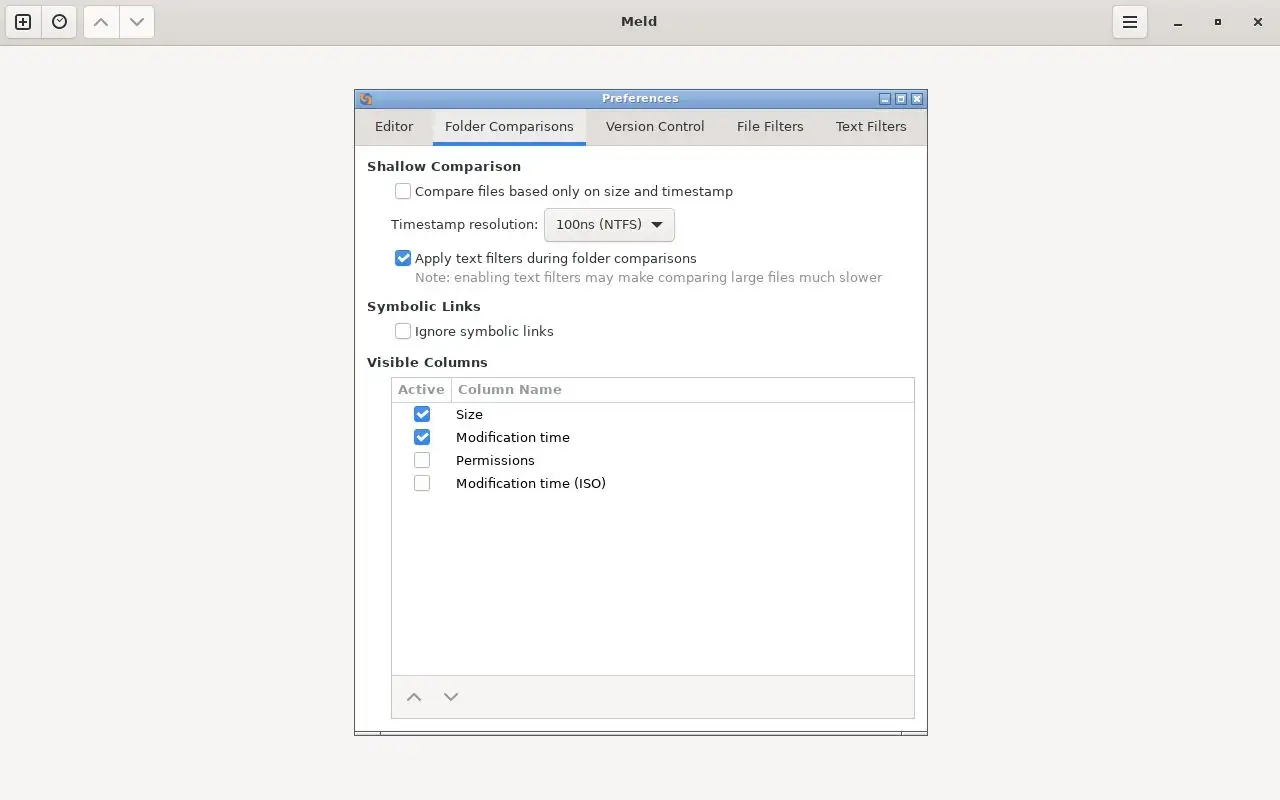 Meld
Preferences
Editor Folder Comparisons Version Control File Filters Text Filters
Shallow Comparison
Compare files based only on size and timestamp
Timestamp resolution: 100ns (NTFS)
Apply text filters during folder comparisons
Note: enabling text filters may make comparing large files much slower
Symbolic Links
Ignore symbolic links
Visible Columns
Active Column Name
Size
Modification time
Permissions
Modification time (ISO)